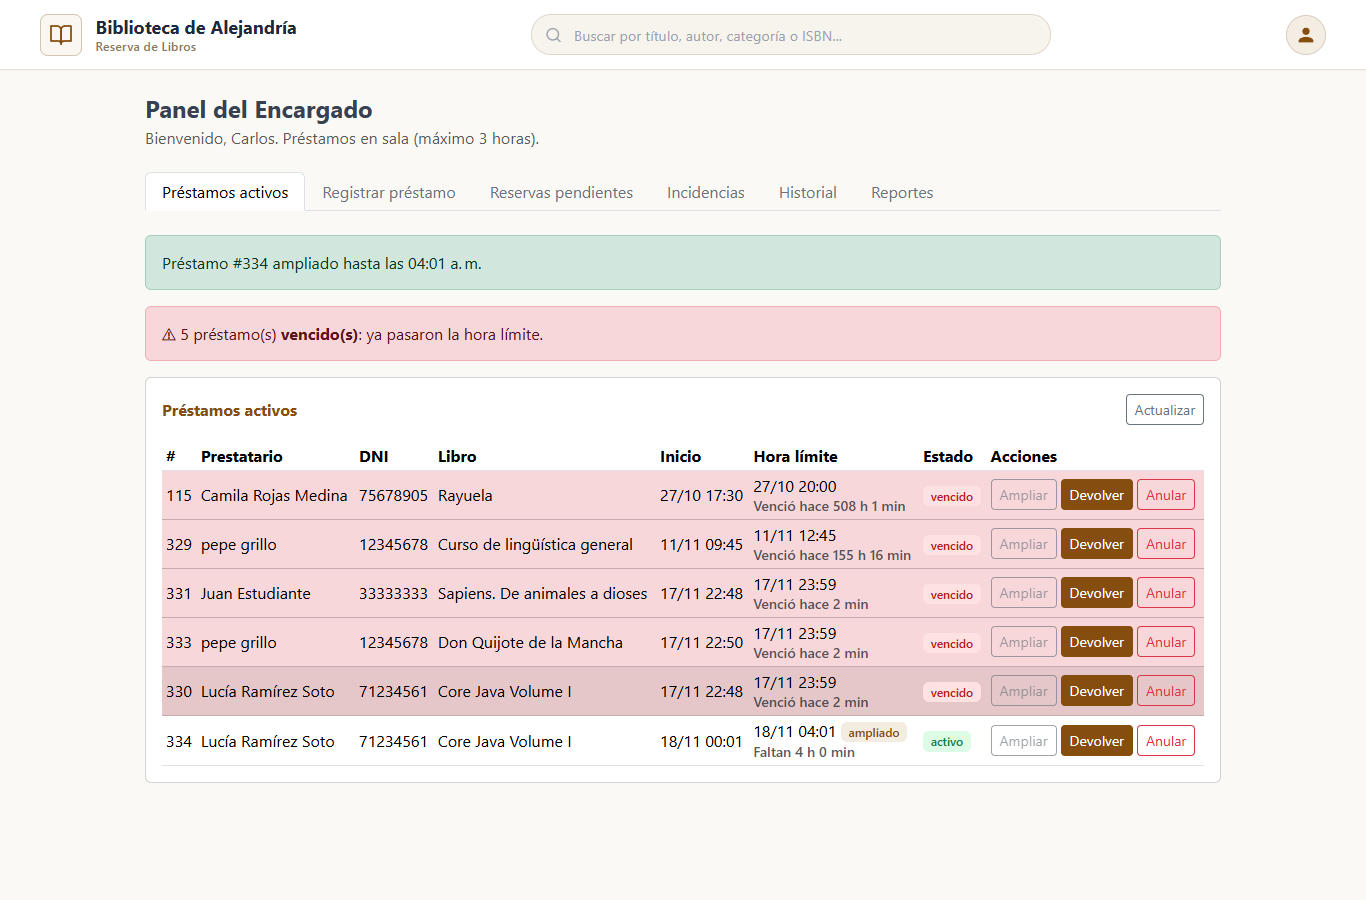 Biblioteca de Alejandría
Reserva de Libros
Buscar por título, autor, categoría o ISBN...
Panel del Encargado
Bienvenido, Carlos. Préstamos en sala (máximo 3 horas).
Préstamos activos Registrar préstamo Reservas pendientes Incidencias Historial Reportes
Préstamo #334 ampliado hasta las 04:01 a. m.
⚠ 5 préstamo(s) vencido(s): ya pasaron la hora límite.
Préstamos activos Actualizar
# Prestatario DNI Libro Inicio Hora límite Estado Acciones
115 Camila Rojas Medina 75678905 Rayuela 27/10 17:30 27/10 20:00 vencido Ampliar Devolver Anular
Venció hace 508 h 1 min
329 pepe grillo 12345678 Curso de lingüística general 11/11 09:45 11/11 12:45 vencido Ampliar Devolver Anular
Venció hace 155 h 16 min
331 Juan Estudiante 33333333 Sapiens. De animales a dioses 17/11 22:48 17/11 23:59 vencido Ampliar Devolver Anular
Venció hace 2 min
333 pepe grillo 12345678 Don Quijote de la Mancha 17/11 22:50 17/11 23:59 vencido Ampliar Devolver Anular
Venció hace 2 min
330 Lucía Ramírez Soto 71234561 Core Java Volume I 17/11 22:48 17/11 23:59 vencido Ampliar Devolver Anular
Venció hace 2 min
334 Lucía Ramírez Soto 71234561 Core Java Volume I 18/11 00:01 18/11 04:01 ampliado activo Ampliar Devolver Anular
Faltan 4 h 0 min